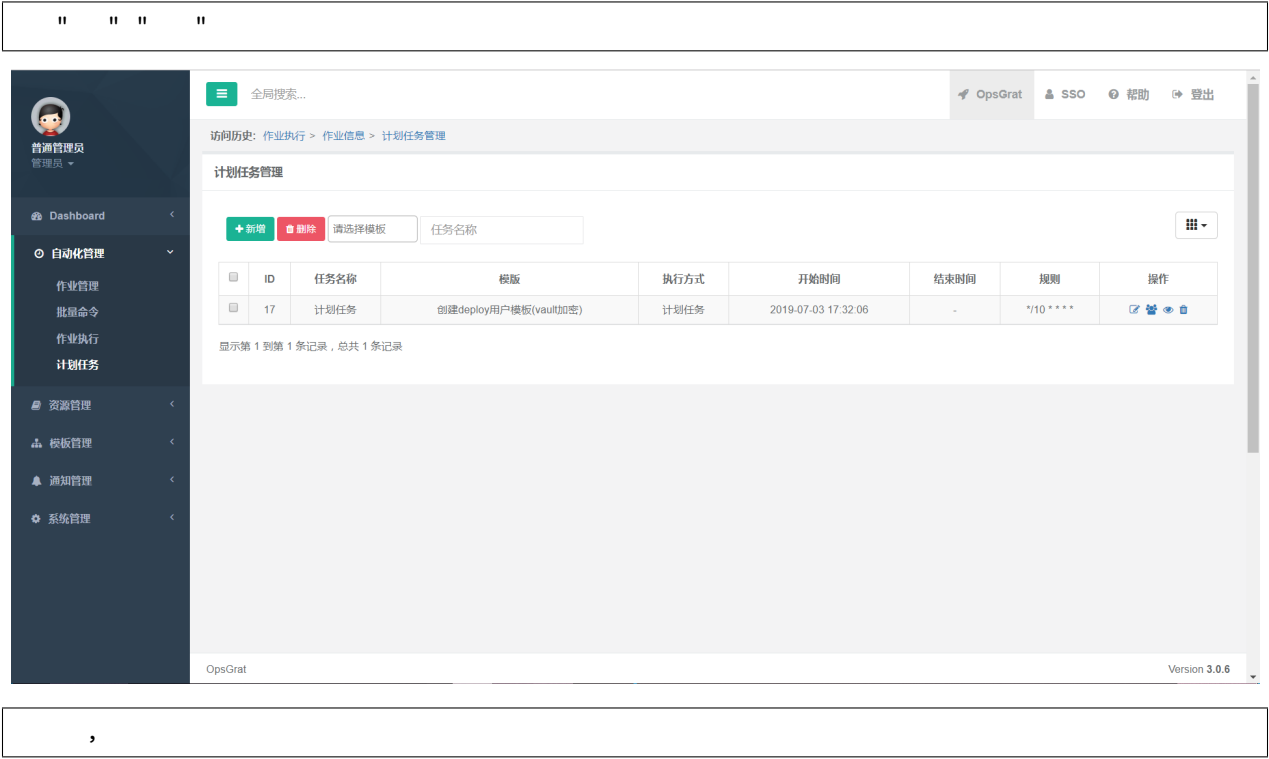 " " " "
全局搜索...
OpsGrat SSO 帮助 登出
普通管理员
管理员
访问历史: 作业执行 > 作业信息 > 计划任务管理
计划任务管理
Dashboard
自动化管理
作业管理
批量命令
作业执行
计划任务
资源管理
模板管理
通知管理
系统管理
新增 删除 请选择模板 任务名称
ID 任务名称 模版 执行方式 开始时间 结束时间 规则 操作
17 计划任务 创建deploy用户模板(vault加密) 计划任务 2019-07-03 17:32:06 - */10 * * * *
显示第 1 到第 1 条记录，总共 1 条记录
OpsGrat Version 3.0.6
,